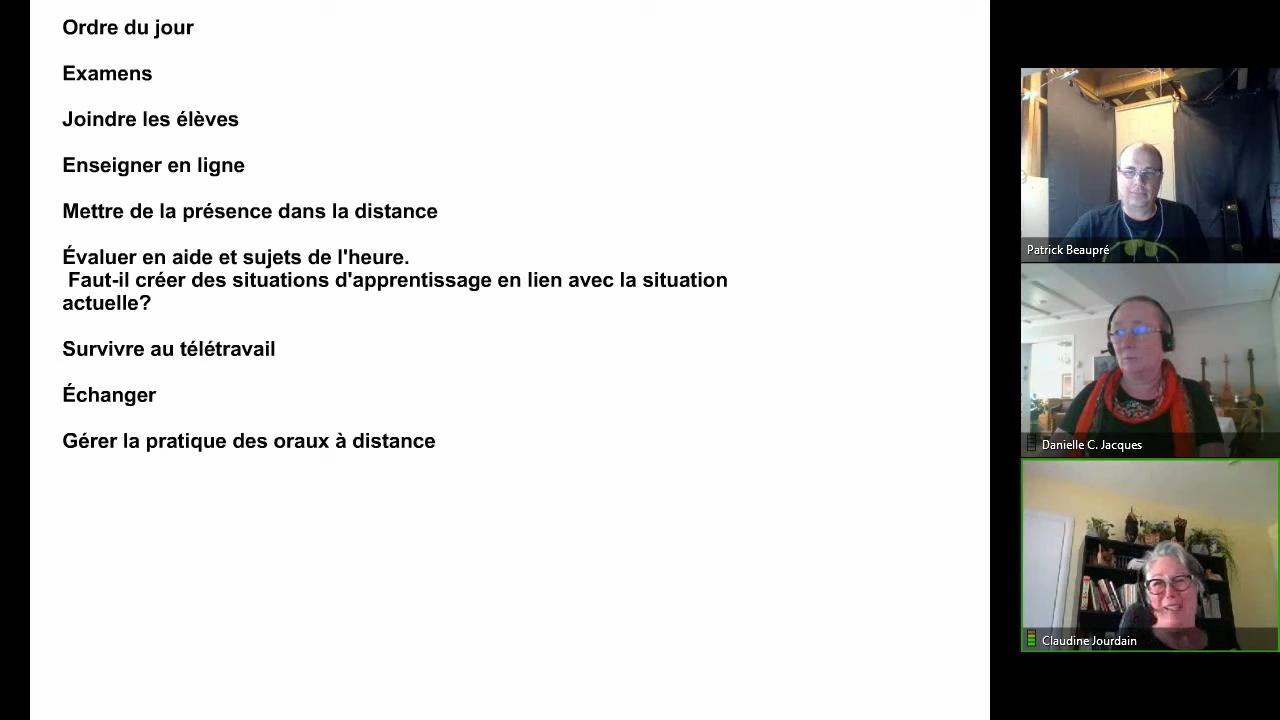 Ordre du jour
Examens
Joindre les élèves
Enseigner en ligne
Mettre de la présence dans la distance
Évaluer en aide et sujets de l'heure.
Faut-il créer des situations d'apprentissage en lien avec la situation
actuelle?
Survivre au télétravail
Échanger
Gérer la pratique des oraux à distance
Patrick Beaupré
Danielle C. Jacques
Claudine Jourdain